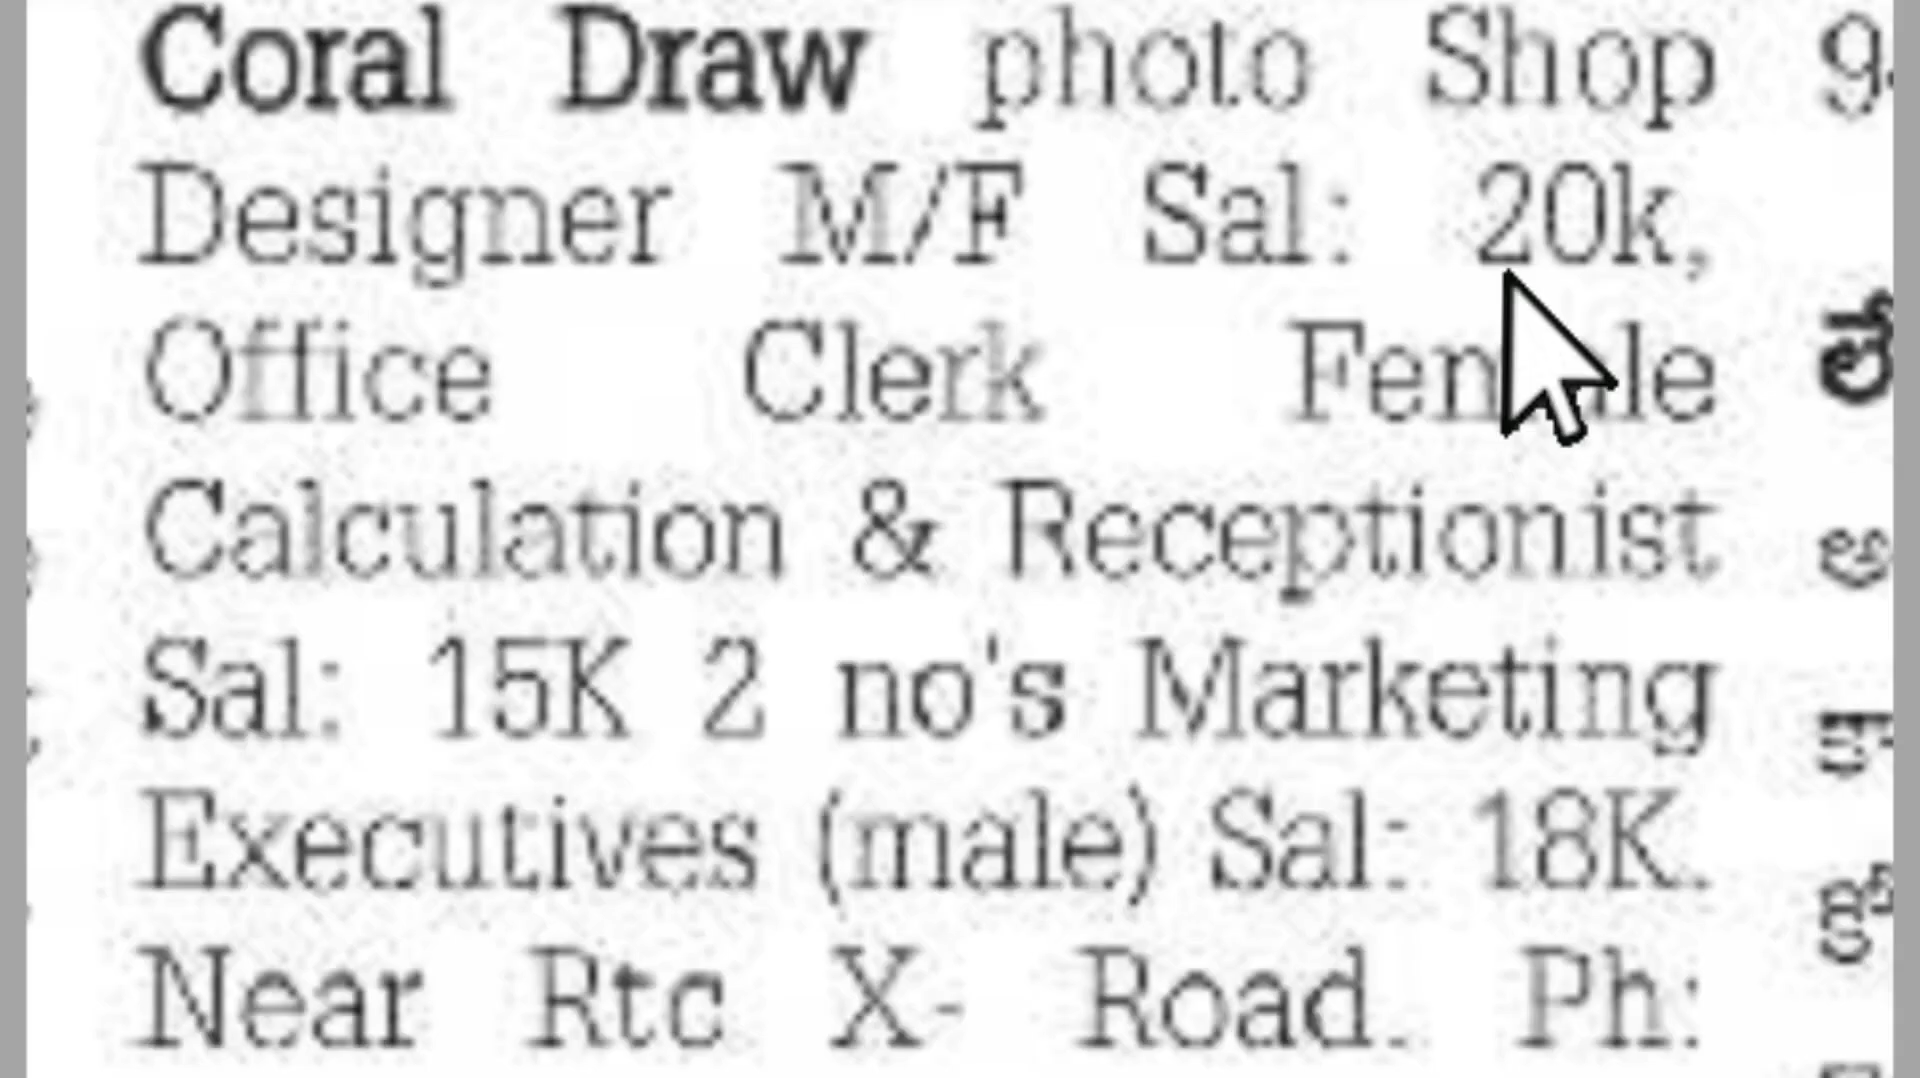 Coral Draw photo Shop
Designer M/F Sal: 20k,
Office Clerk
Calculation & Receptionist
Sal: 15K 2 no's Marketing
Executives (male) Sal: 18K.
Near Rtc X- Road. Ph: